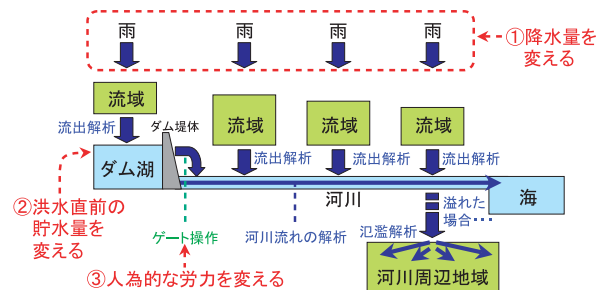 雨 雨 雨 雨
①降水量を
変える
流域
流域 流域 流域
流出解析 ダム堤体
流出解析 流出解析 流出解析
ダム湖
河川
海
②洪水直前の
貯水量を
変える
溢れた
場合…
ゲート操作 河川流れの解析 氾濫解析
③人為的な労力を変える
河川周辺地域